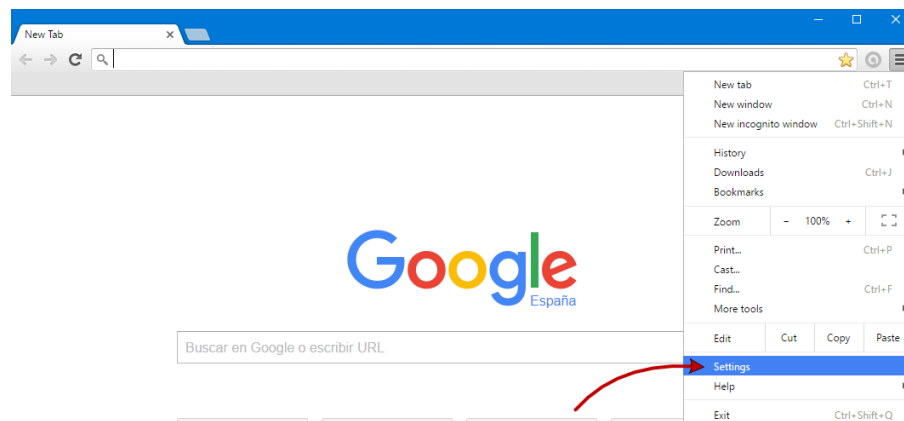 New Tab
New tab Ctrl+T
New window Ctrl+N
New incognito window Ctrl+Shift+N
History
Downloads Ctrl+J
Bookmarks
Zoom - 100% +
Print... Ctrl+P
Cast...
Find... Ctrl+F
More tools
Edit Cut Copy Paste
Settings
Help
Exit Ctrl+Shift+Q
Google
España
Buscar en Google o escribir URL